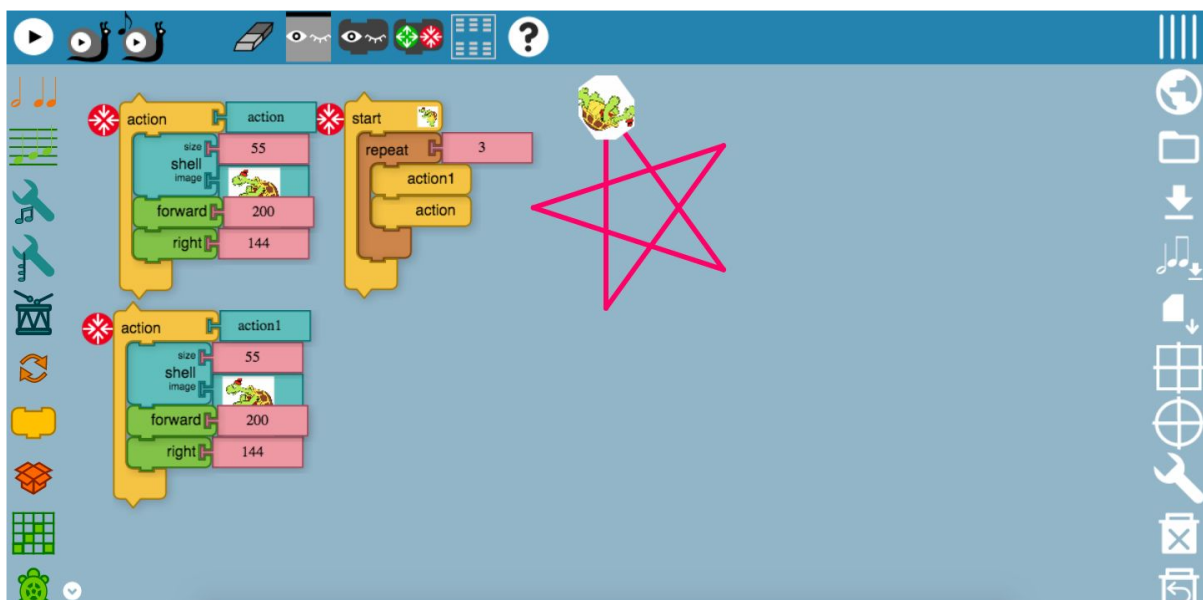 action action
size 55
shell
image
forward 200
right 144
start
repeat 3
action1
action
action action1
size 55
shell
image
forward 200
right 144
?